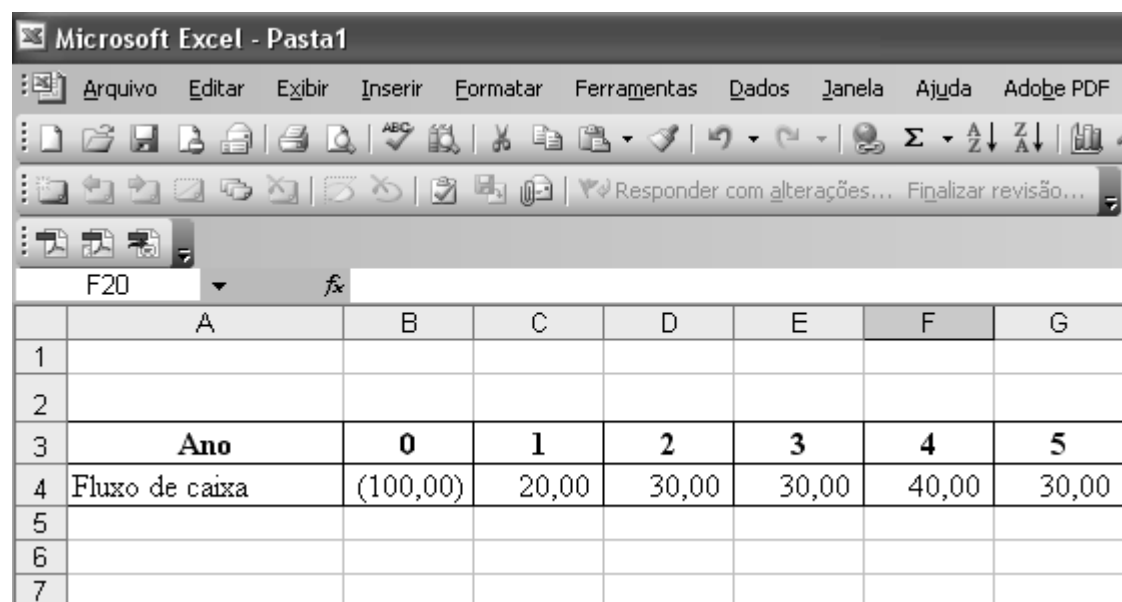 Microsoft Excel - Pasta1
Arquivo Editar Exibir Inserir Formatar Ferramentas Dados Janela Ajuda Adobe PDF
ABC Σ A Z Z A
Responder com alterações... Finalizar revisão...
F20 fx
A B C D E F G
1
2
3 Ano 0 1 2 3 4 5
4 Fluxo de caixa (100,00) 20,00 30,00 30,00 40,00 30,00
5
6
7